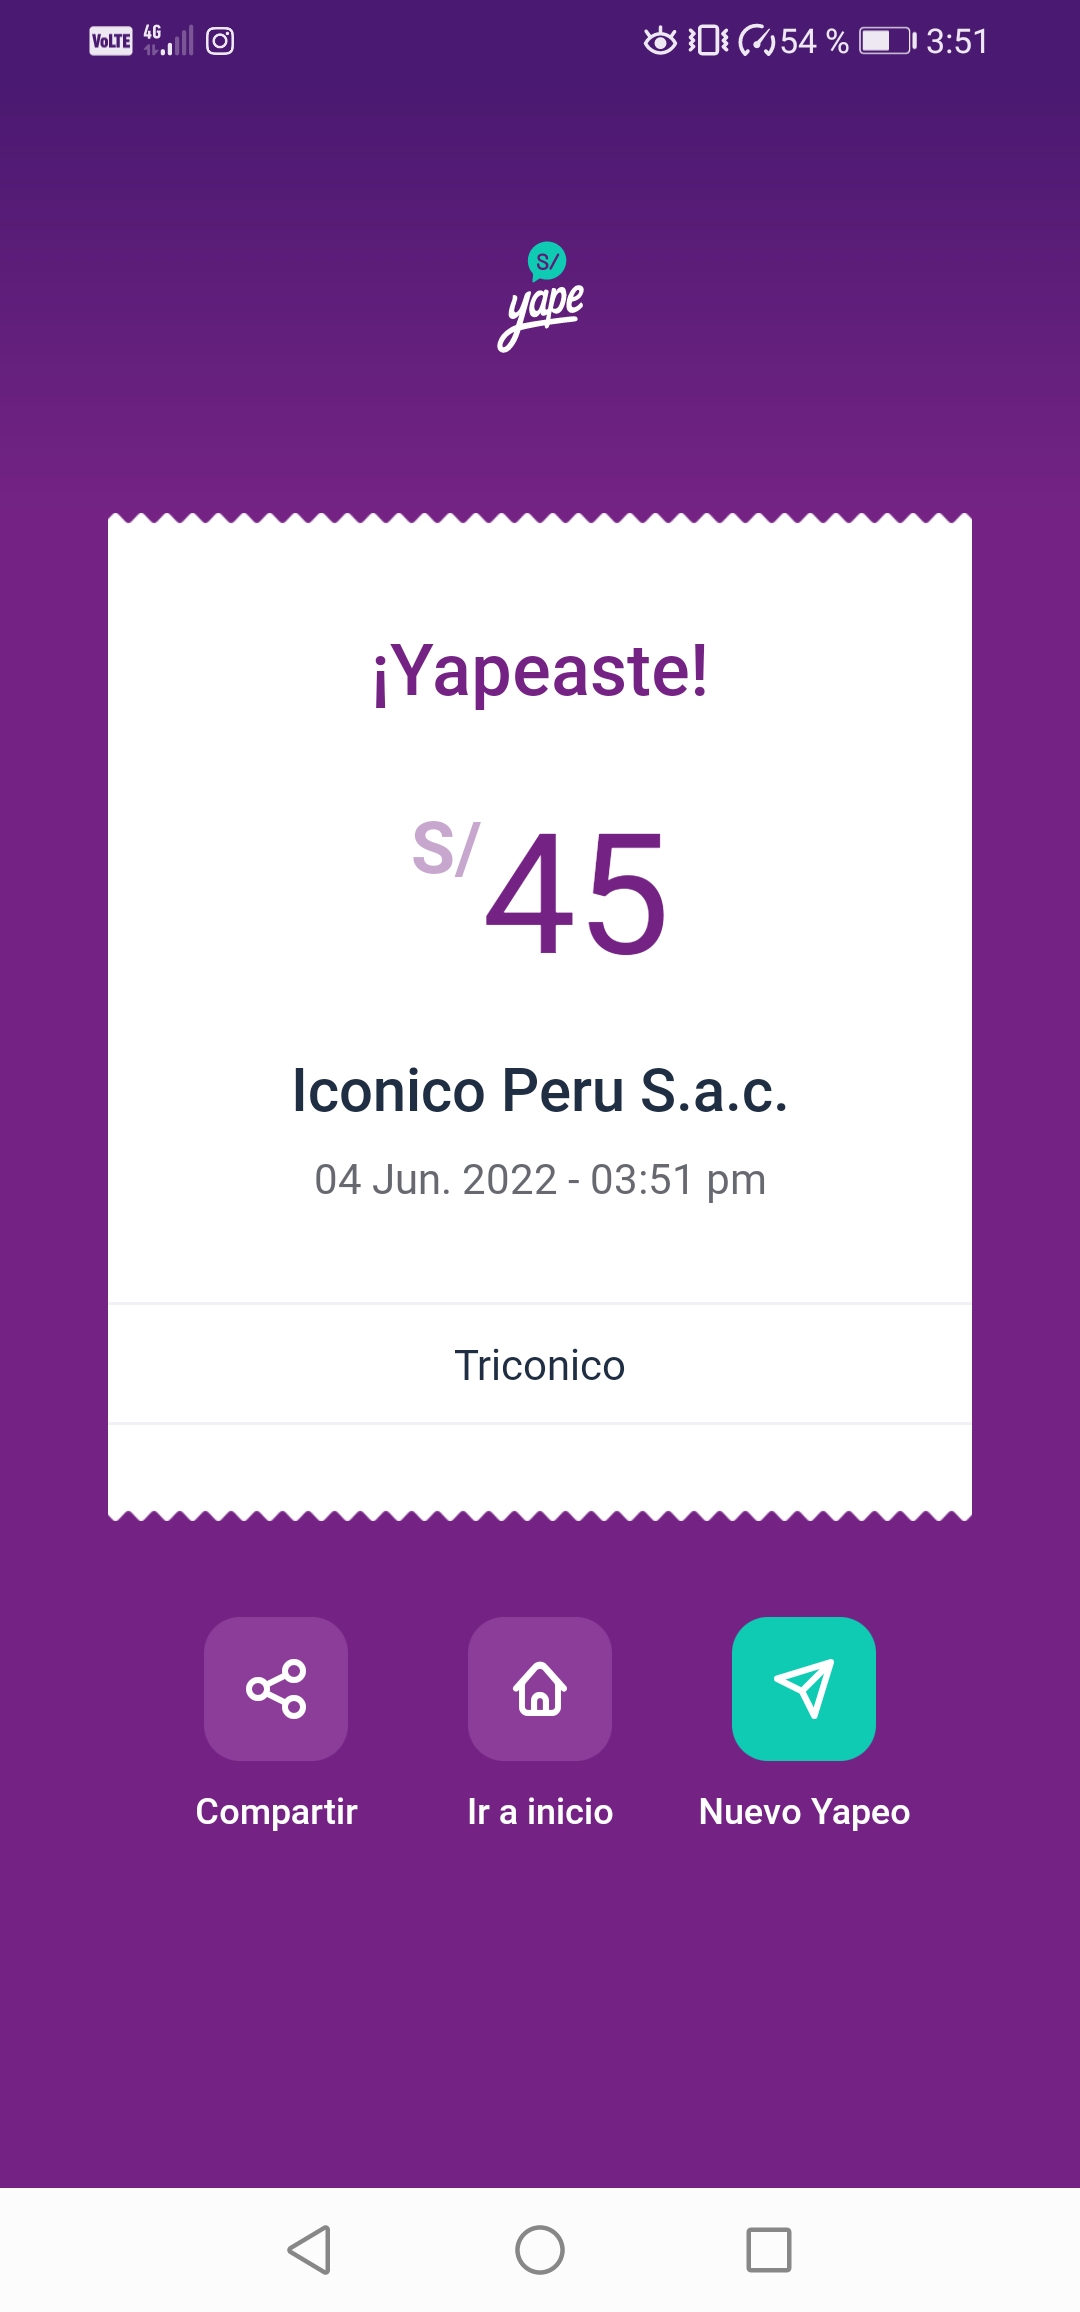 VoLTE 4G 54 % 3:51
S/
yape
¡Yapeaste!
S/45
Iconico Peru S.a.c.
04 Jun. 2022 - 03:51 pm
Triconico
Compartir Ir a inicio Nuevo Yapeo